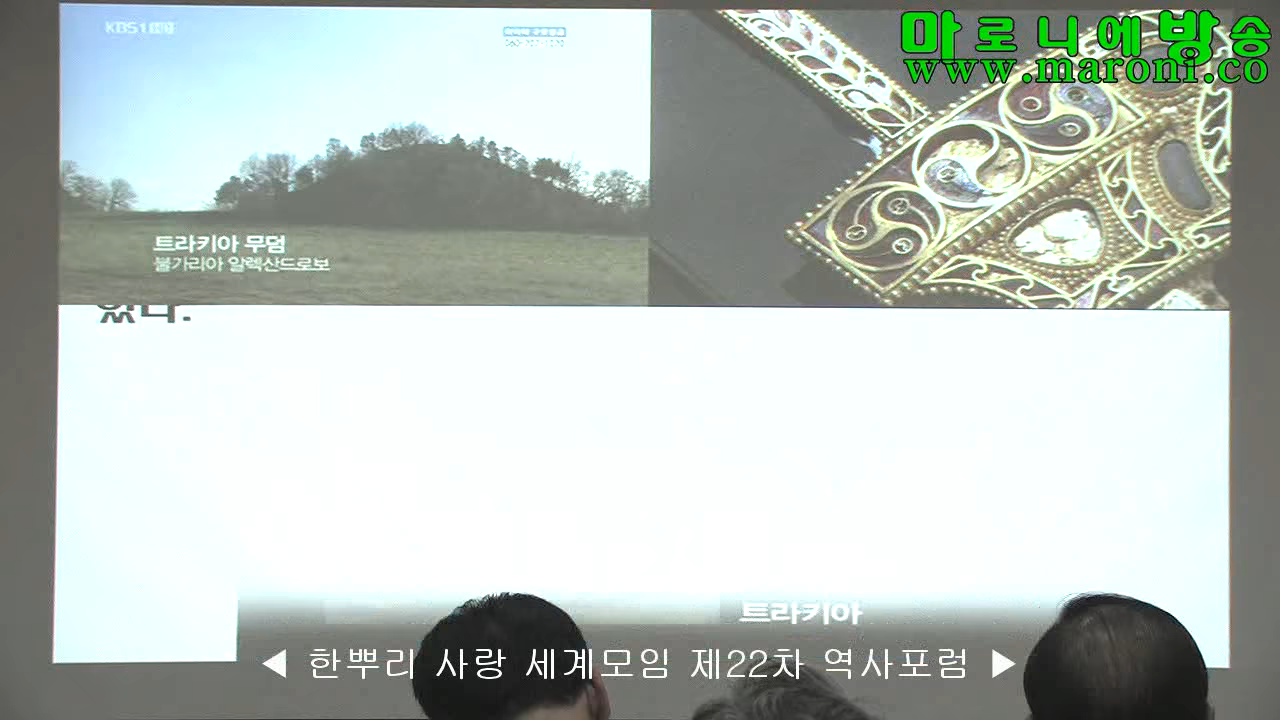 KBS1
마로니에방송
www.maroni.co
트라키아 무덤
불가리아 알렉산드로보
있다.
트라키아
◀ 한뿌리 사랑 세계모임 제22차 역사포럼 ▶